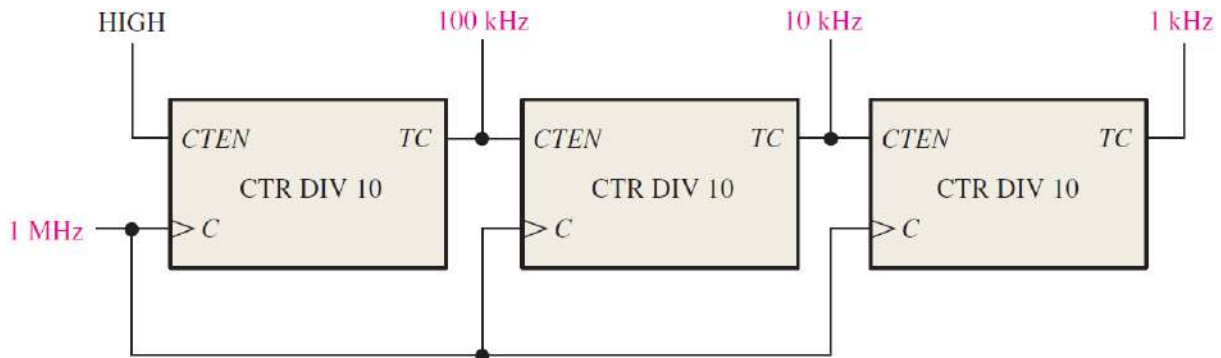 HIGH 100 kHz 10 kHz 1 kHz
CTEN TC CTEN TC CTEN TC
CTR DIV 10 CTR DIV 10 CTR DIV 10
1 MHz C C C